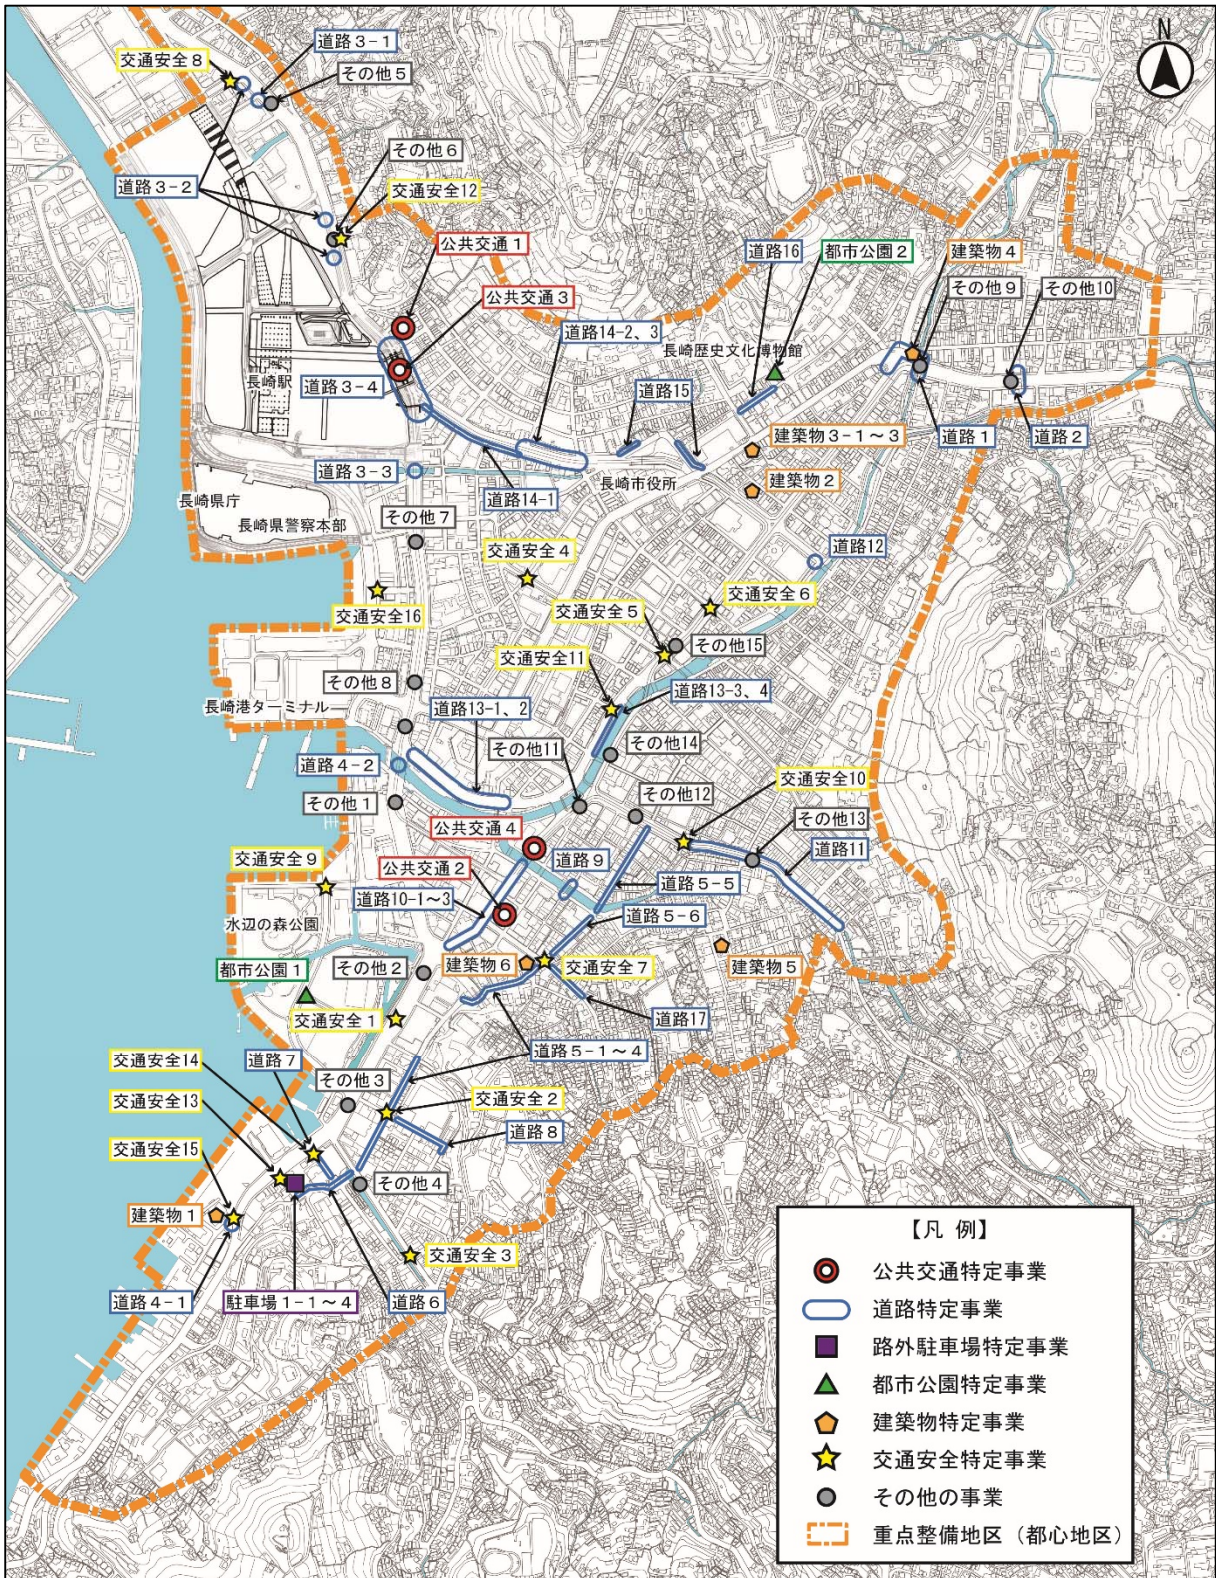 道路3-1
交通安全8
その他5
N
その他6
道路3-2
交通安全12
公共交通1
道路16
都市公園2
建築物4
その他9
その他10
公共交通3
道路14-2、3
長崎歴史文化博物館
長崎駅
道路3-4
道路15
建築物3-1～3
道路1
道路2
道路3-3
長崎市役所
建築物2
道路14-1
長崎県庁
長崎県警察本部
その他7
交通安全4
道路12
交通安全16
交通安全5
交通安全6
その他15
交通安全11
その他8
道路13-3、4
長崎港ターミナル
道路13-1、2
その他11
その他14
道路4-2
交通安全10
その他12
その他1
その他13
公共交通4
道路11
交通安全9
公共交通2
道路9
道路5-5
道路10-1～3
道路5-6
水辺の森公園
都市公園1
その他2
建築物6
交通安全7
建築物5
交通安全1
道路17
交通安全14
道路7
道路5-1～4
その他3
交通安全13
交通安全2
道路8
交通安全15
その他4
建築物1
交通安全3
道路4-1
駐車場1-1～4
道路6
【凡 例】
公共交通特定事業
道路特定事業
路外駐車場特定事業
都市公園特定事業
建築物特定事業
交通安全特定事業
その他の事業
重点整備地区（都心地区）